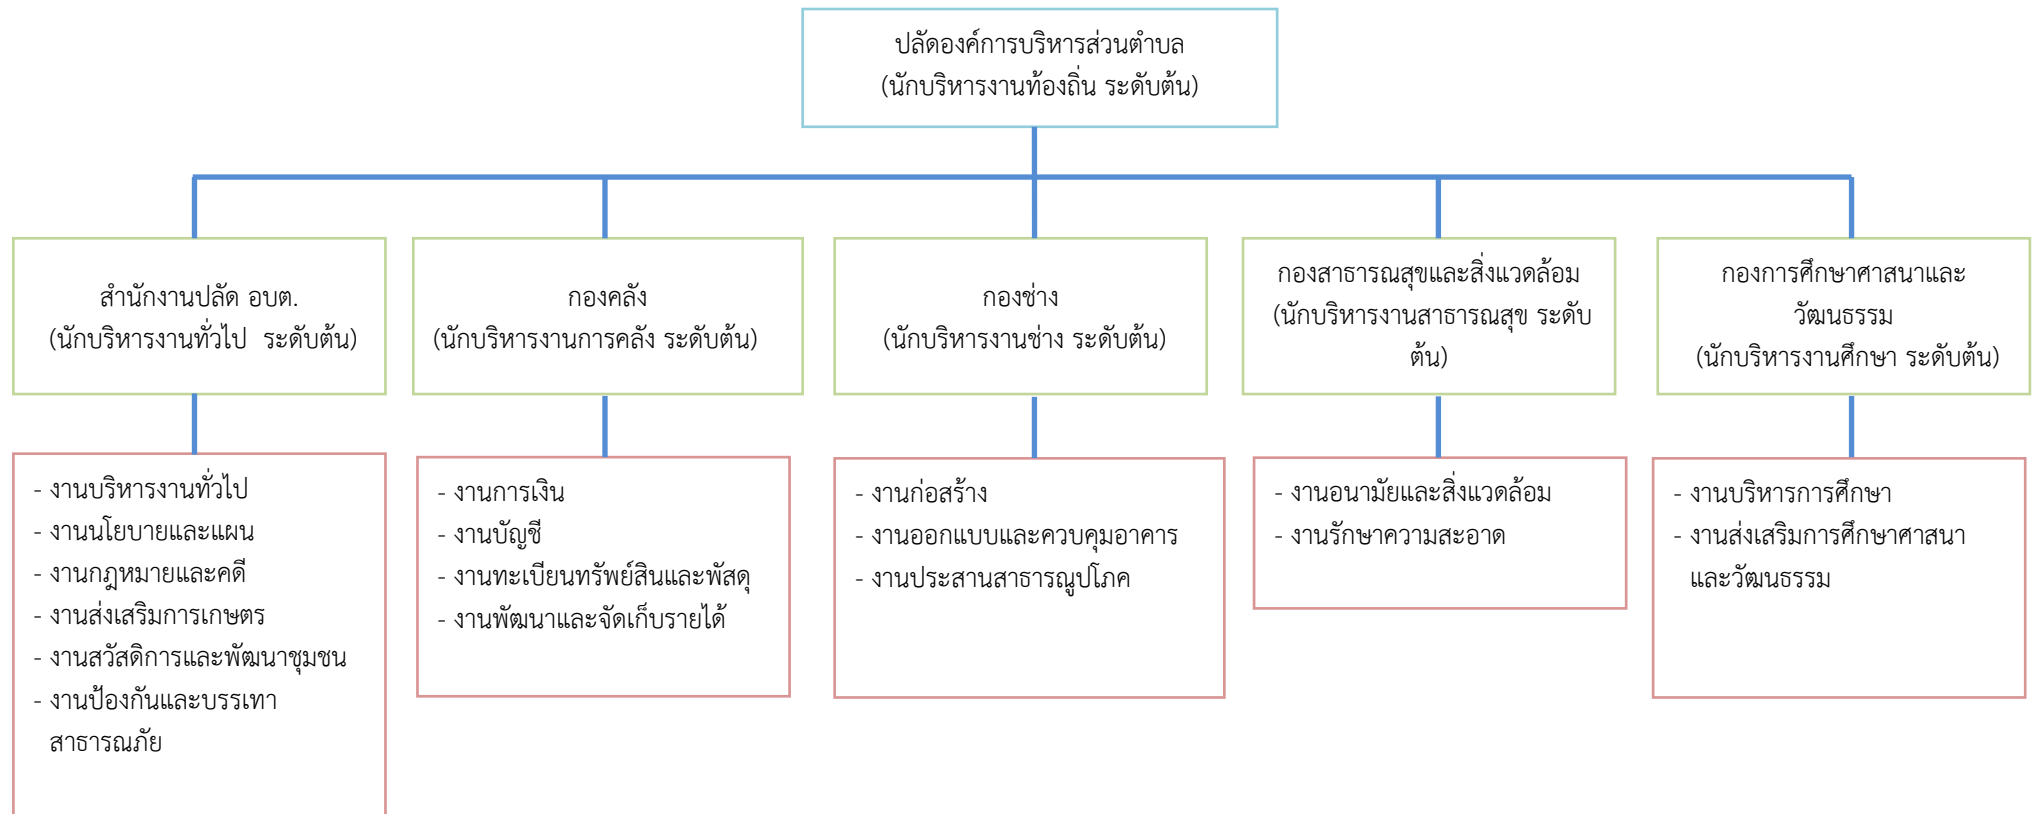 ปลัดองค์การบริหารส่วนตำบล
(นักบริหารงานท้องถิ่น ระดับต้น)
สำนักงานปลัด อบต.
(นักบริหารงานทั่วไป  ระดับต้น)
กองคลัง
(นักบริหารงานการคลัง ระดับต้น)
กองช่าง
(นักบริหารงานช่าง ระดับต้น)
กองสาธารณสุขและสิ่งแวดล้อม
(นักบริหารงานสาธารณสุข ระดับ
ต้น)
กองการศึกษาศาสนาและ
วัฒนธรรม
(นักบริหารงานศึกษา ระดับต้น)
- งานบริหารงานทั่วไป
- งานนโยบายและแผน
- งานกฎหมายและคดี
- งานส่งเสริมการเกษตร
- งานสวัสดิการและพัฒนาชุมชน
- งานป้องกันและบรรเทา
สาธารณภัย
- งานการเงิน
- งานบัญชี
- งานทะเบียนทรัพย์สินและพัสดุ
- งานพัฒนาและจัดเก็บรายได้
- งานก่อสร้าง
- งานออกแบบและควบคุมอาคาร
- งานประสานสาธารณูปโภค
- งานอนามัยและสิ่งแวดล้อม
- งานรักษาความสะอาด
- งานบริหารการศึกษา
- งานส่งเสริมการศึกษาศาสนา
และวัฒนธรรม